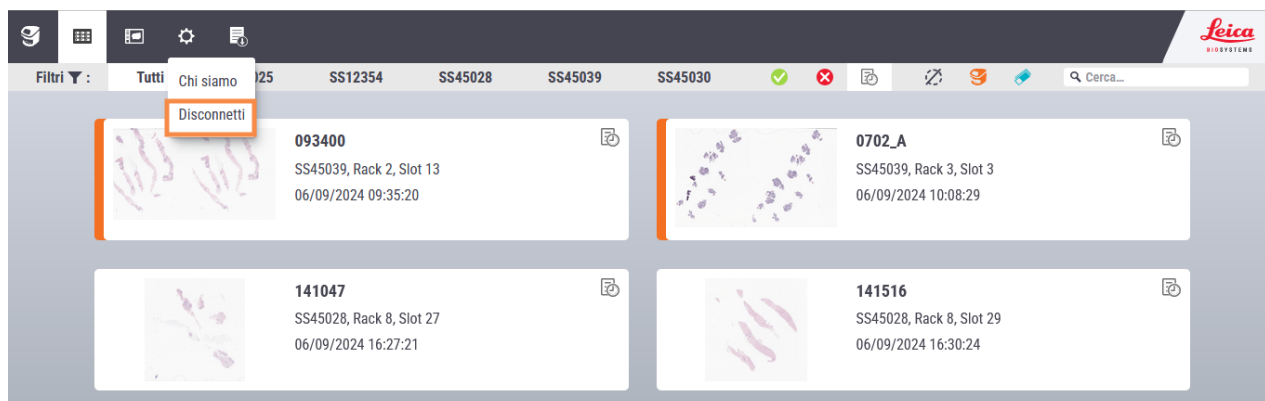 Leica
BIOSYSTEMS
Filtri : Tutti 025 SS12354 SS45028 SS45039 SS45030 Cerca...
Chi siamo
Disconnetti
093400
SS45039, Rack 2, Slot 13
06/09/2024 09:35:20
0702_A
SS45039, Rack 3, Slot 3
06/09/2024 10:08:29
141047
SS45028, Rack 8, Slot 27
06/09/2024 16:27:21
141516
SS45028, Rack 8, Slot 29
06/09/2024 16:30:24